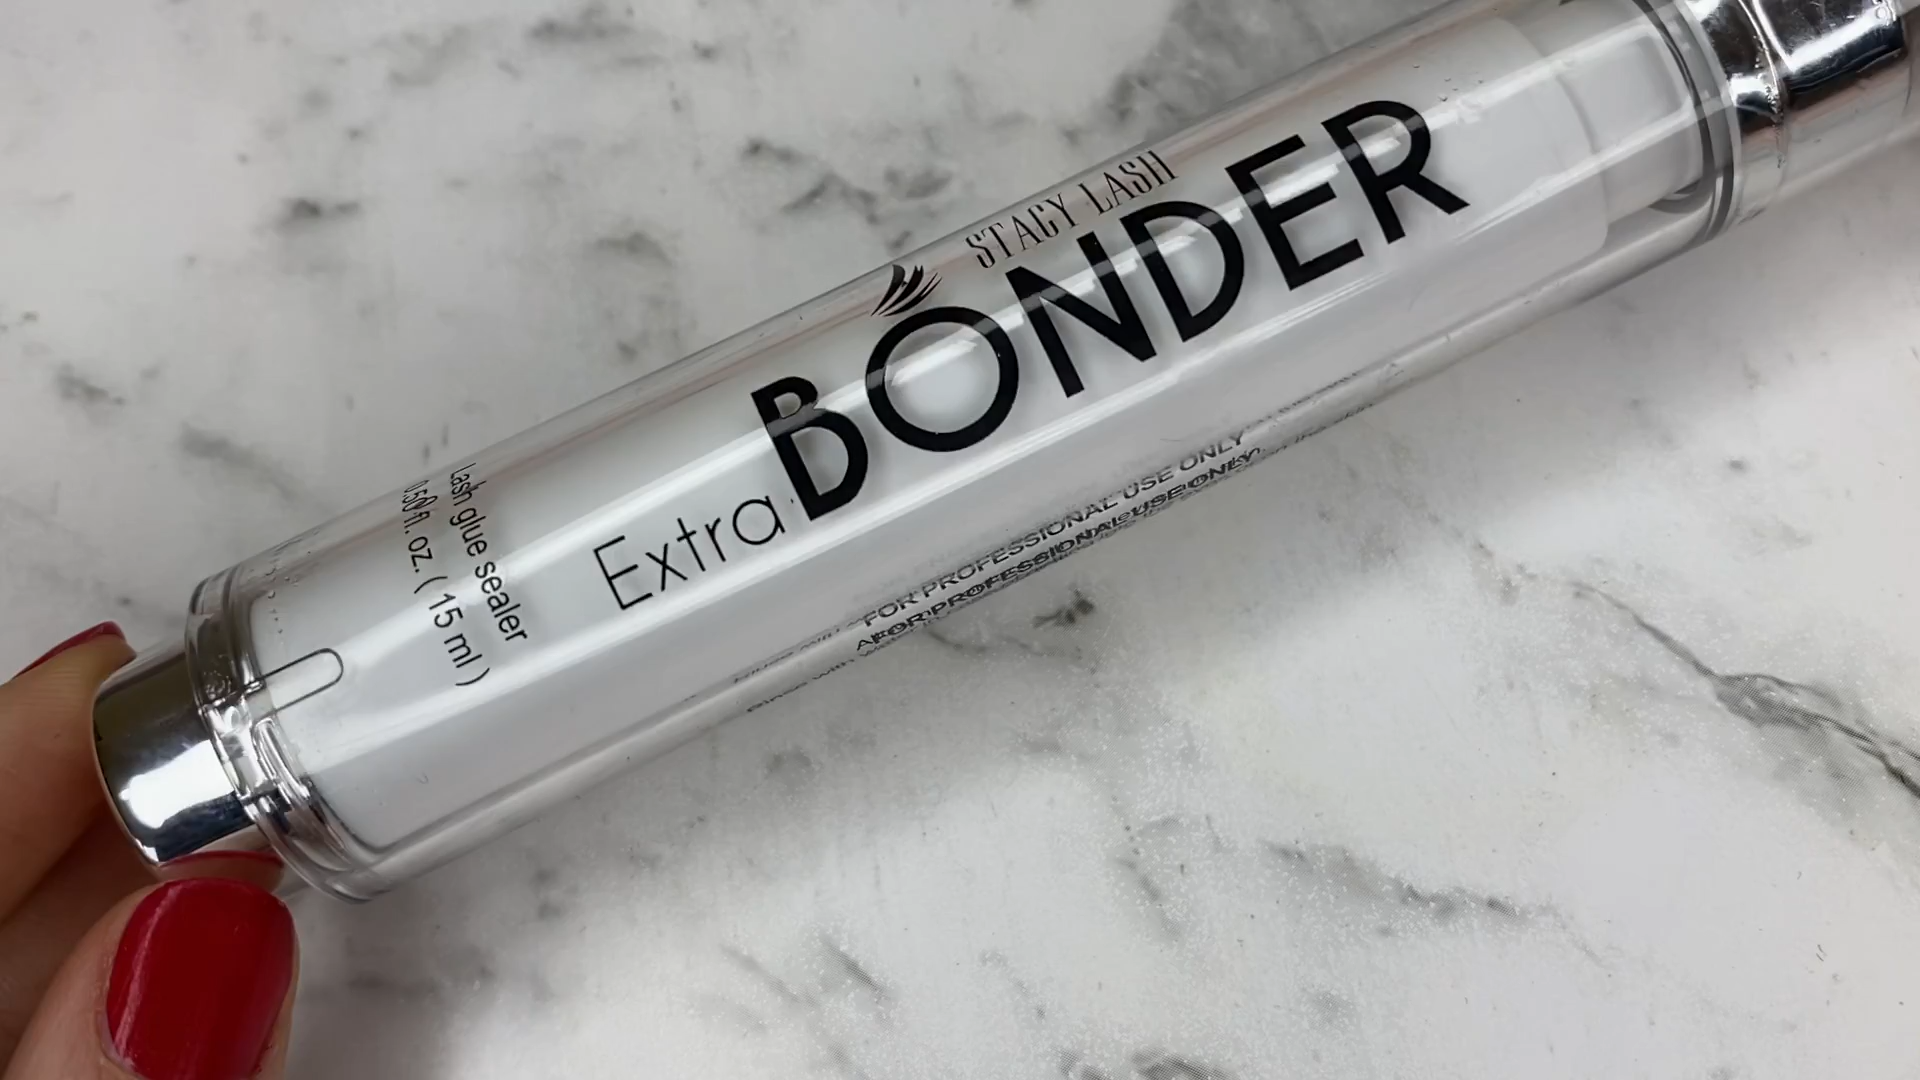 STACY LASH
Extra BONDER
Lash glue sealer
0.50 fl. oz. ( 15 ml )
FOR PROFESSIONAL USE ONLY